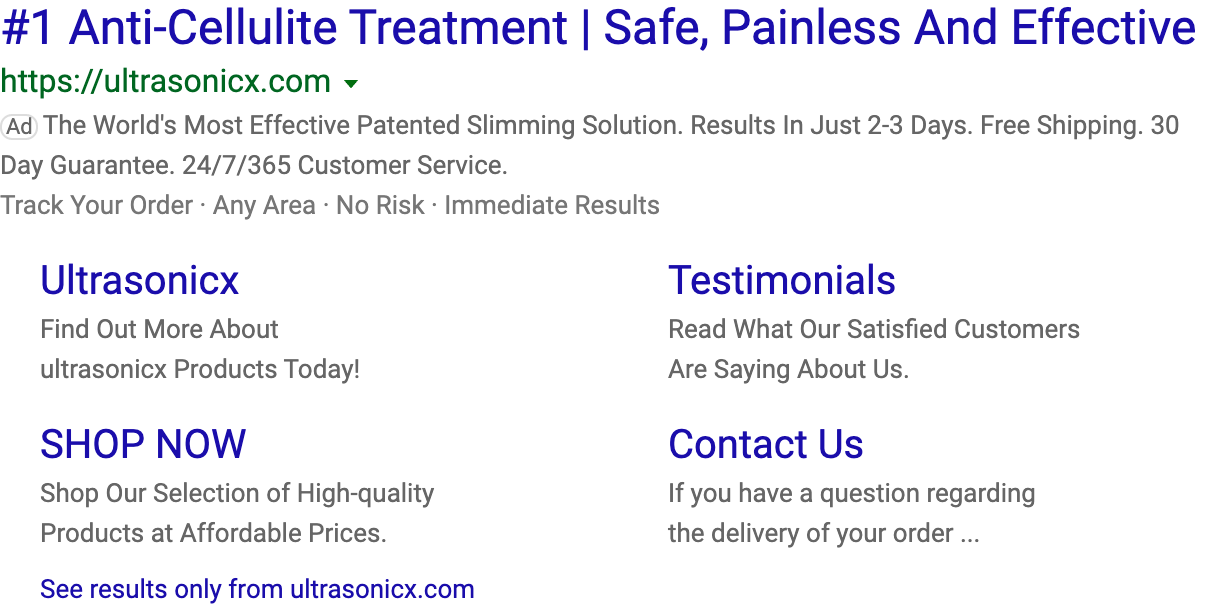 #1 Anti-Cellulite Treatment | Safe, Painless And Effective
https://ultrasonicx.com
Ad The World's Most Effective Patented Slimming Solution. Results In Just 2-3 Days. Free Shipping. 30
Day Guarantee. 24/7/365 Customer Service.
Track Your Order · Any Area · No Risk · Immediate Results
Ultrasonicx
Find Out More About
ultrasonicx Products Today!
Testimonials
Read What Our Satisfied Customers
Are Saying About Us.
SHOP NOW
Shop Our Selection of High-quality
Products at Affordable Prices.
Contact Us
If you have a question regarding
the delivery of your order ...
See results only from ultrasonicx.com